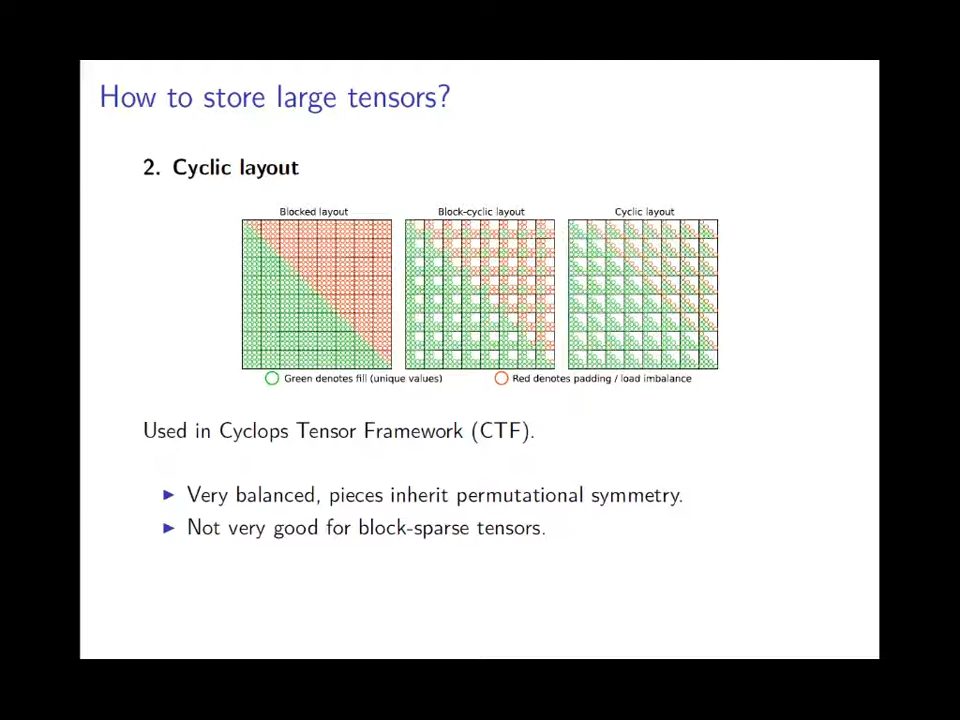 How to store large tensors?
2. Cyclic layout
Blocked layout Block-cyclic layout Cyclic layout
Green denotes fill (unique values) Red denotes padding / load imbalance
Used in Cyclops Tensor Framework (CTF).
Very balanced, pieces inherit permutational symmetry.
Not very good for block-sparse tensors.